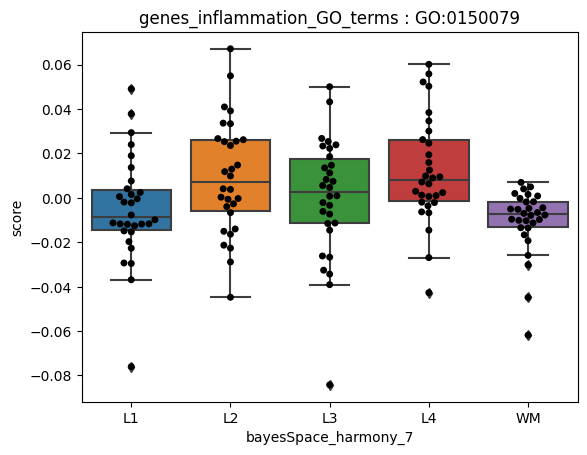 genes_inflammation_GO_terms : GO:0150079
0.06
0.04
0.02
0.00
−0.02
−0.04
−0.06
−0.08
score
L1 L2 L3 L4 WM
bayesSpace_harmony_7